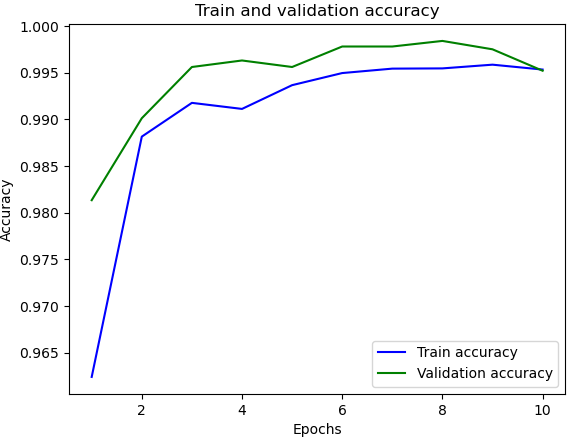 Train and validation accuracy
1.000
0.995
0.990
0.985
0.980
0.975
0.970
0.965
Accuracy
2
4
6
8
10
Epochs
Train accuracy
Validation accuracy